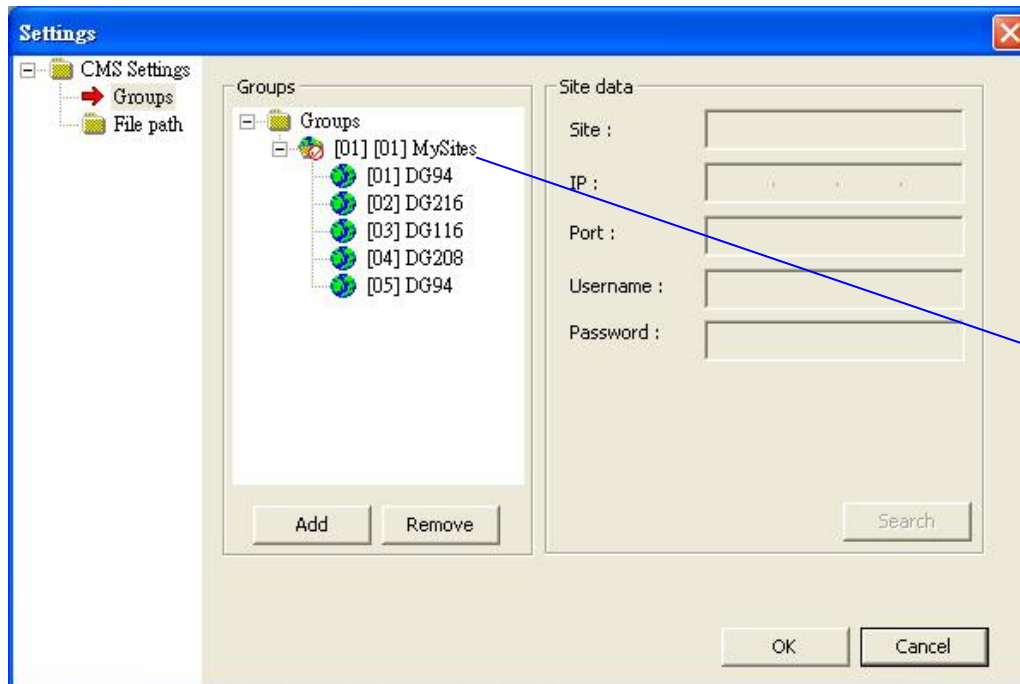 Settings
CMS Settings
Groups
File path
Groups
Groups
[01] [01] MySites
[01] DG94
[02] DG216
[03] DG116
[04] DG208
[05] DG94
Add
Remove
Site data
Site :
IP :
Port :
Username :
Password :
Search
OK
Cancel